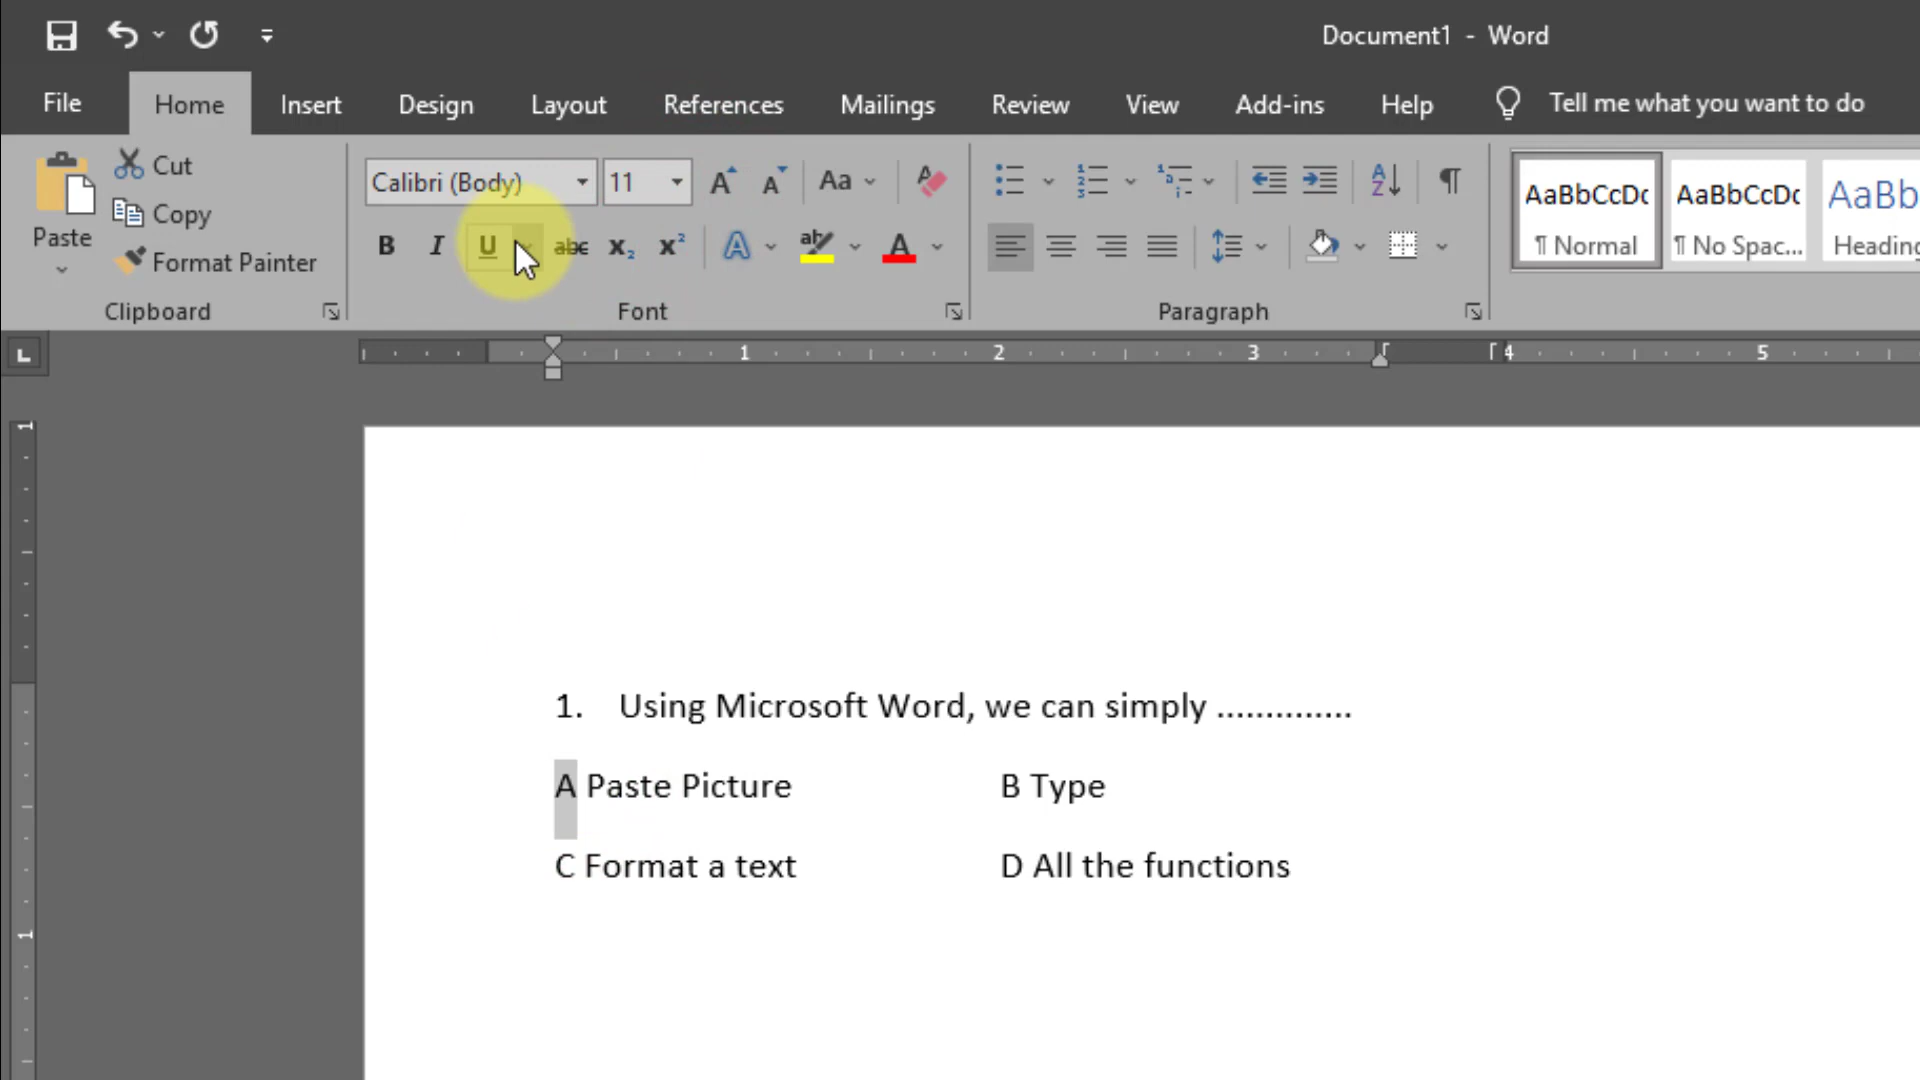 Document1 - Word
File Home Insert Design Layout References Mailings Review View Add-ins Help Tell me what you want to do
Paste
Cut
Copy
Format Painter
Clipboard
Calibri (Body) 11
Aa
B I U abc x₂ x²
Font
Paragraph
AaBbCcDc AaBbCcDc AaBb
¶ Normal ¶ No Spac... Heading
1 2 3 4 5
1. Using Microsoft Word, we can simply ..............
A Paste Picture B Type
C Format a text D All the functions